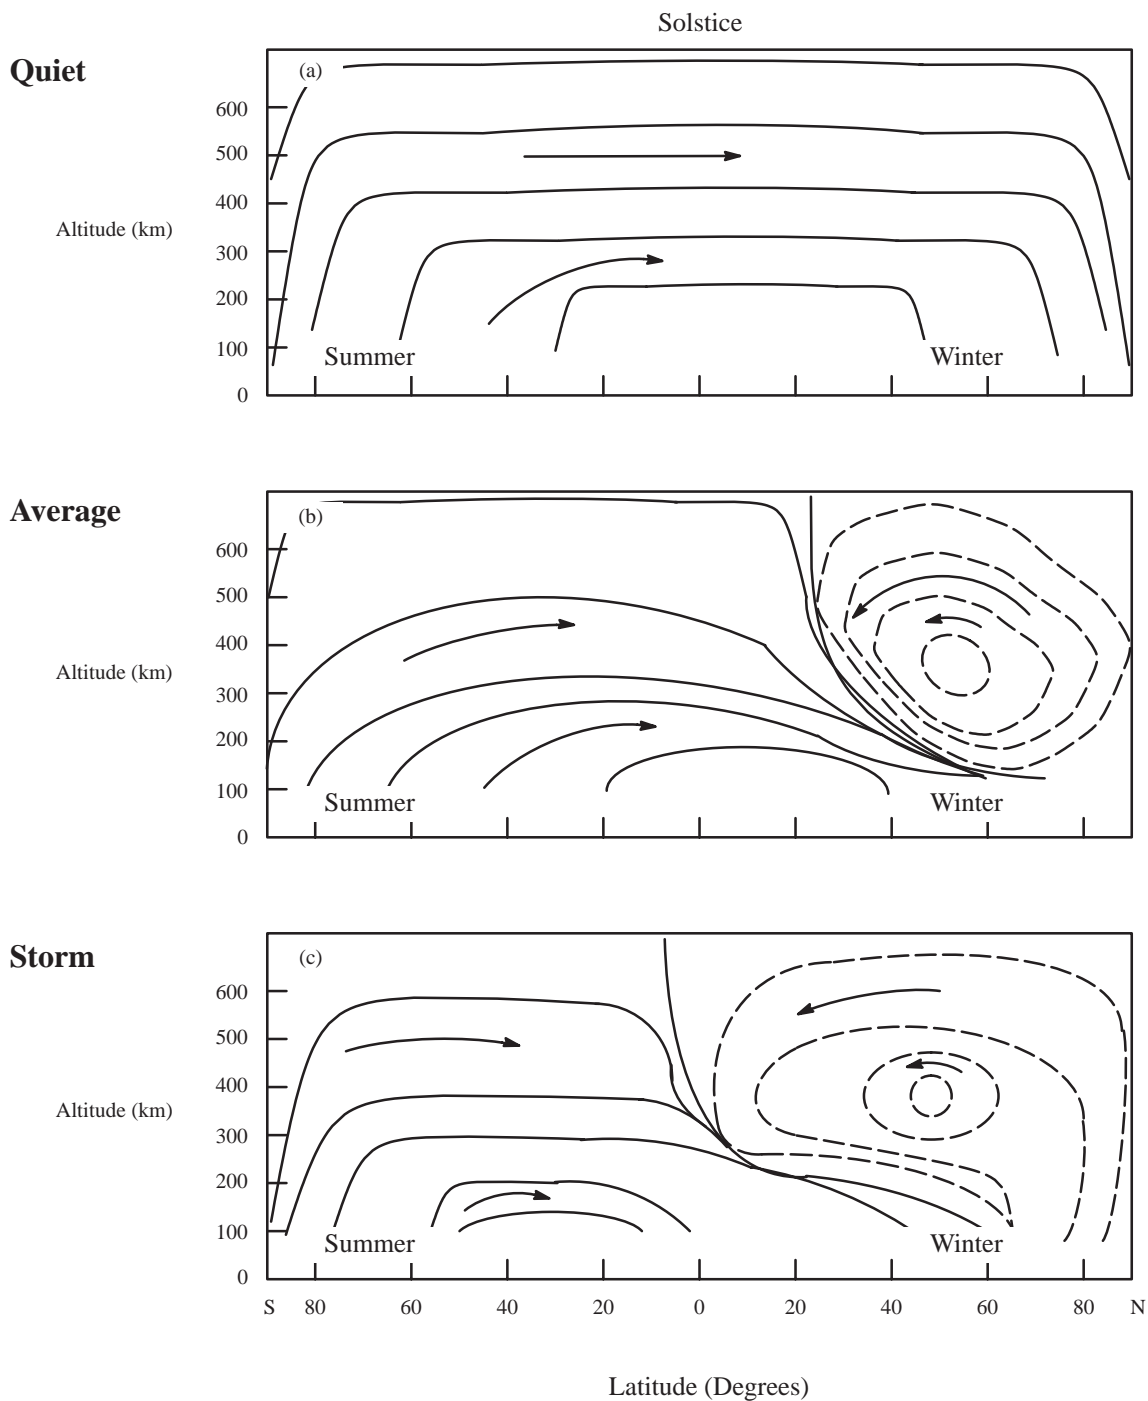 Solstice
Quiet
(a)
600
500
400
Altitude (km)
300
200
100
Summer
Winter
0
Average
(b)
600
500
400
Altitude (km)
300
200
100
Summer
Winter
0
Storm
(c)
600
500
400
Altitude (km)
300
200
100
Summer
Winter
0
S 80 60 40 20 0 20 40 60 80 N
Latitude (Degrees)